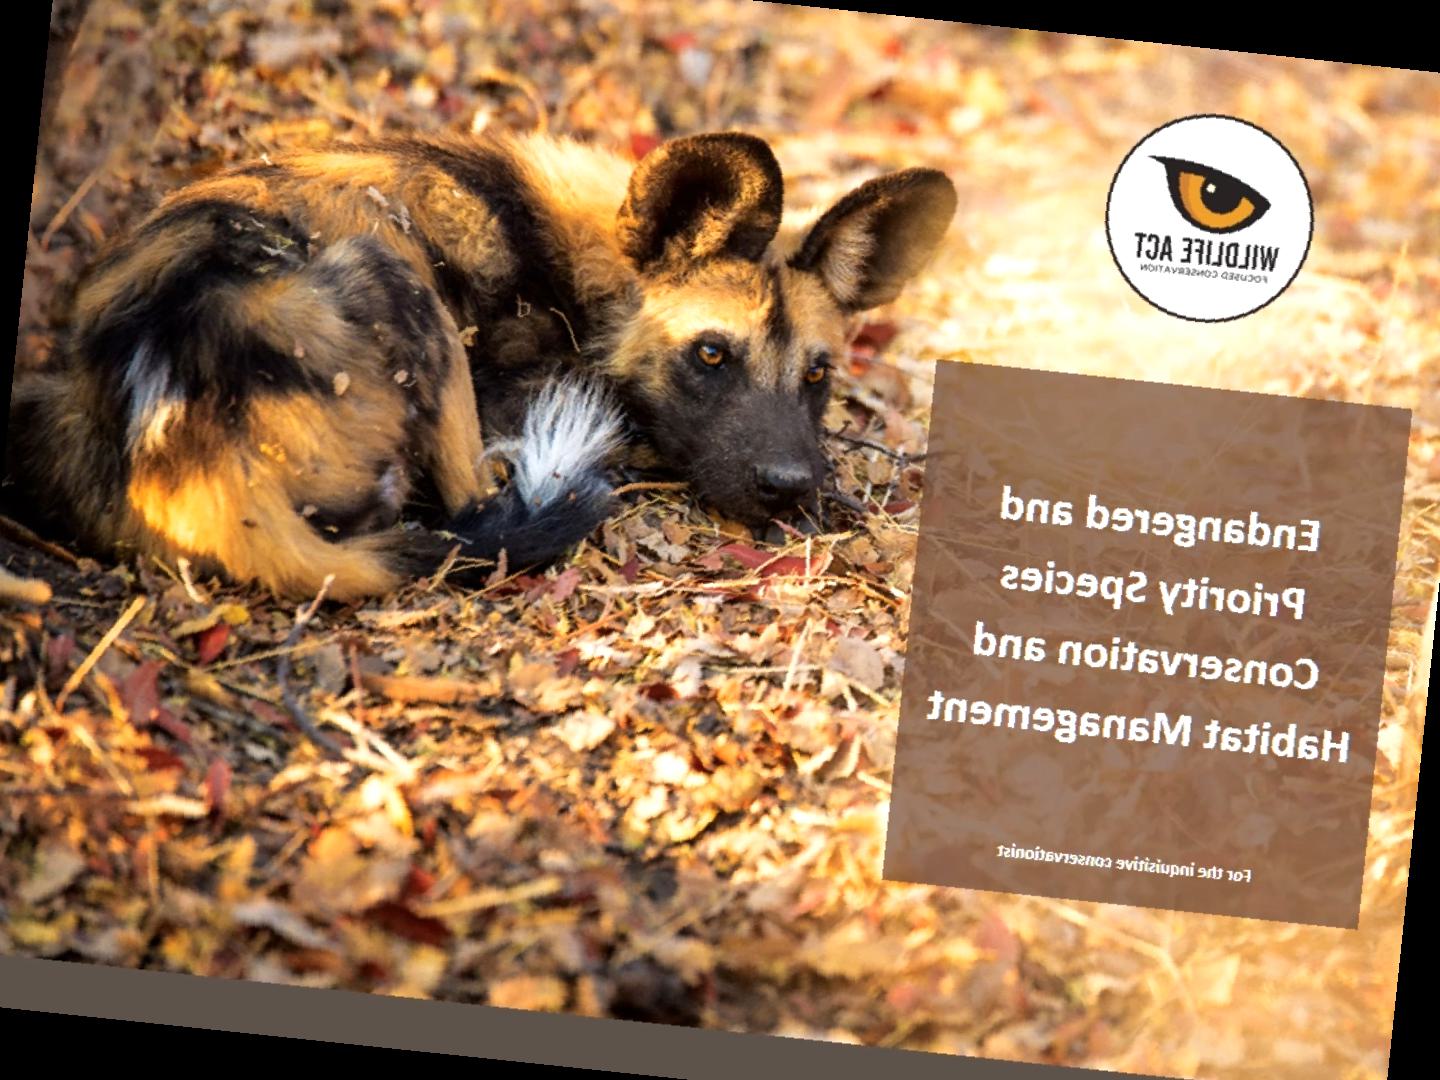 WILDLIFE ACT
FOCUSED CONSERVATION
Endangered and
Priority Species
Conservation and
Habitat Management
For the inquisitive conservationist